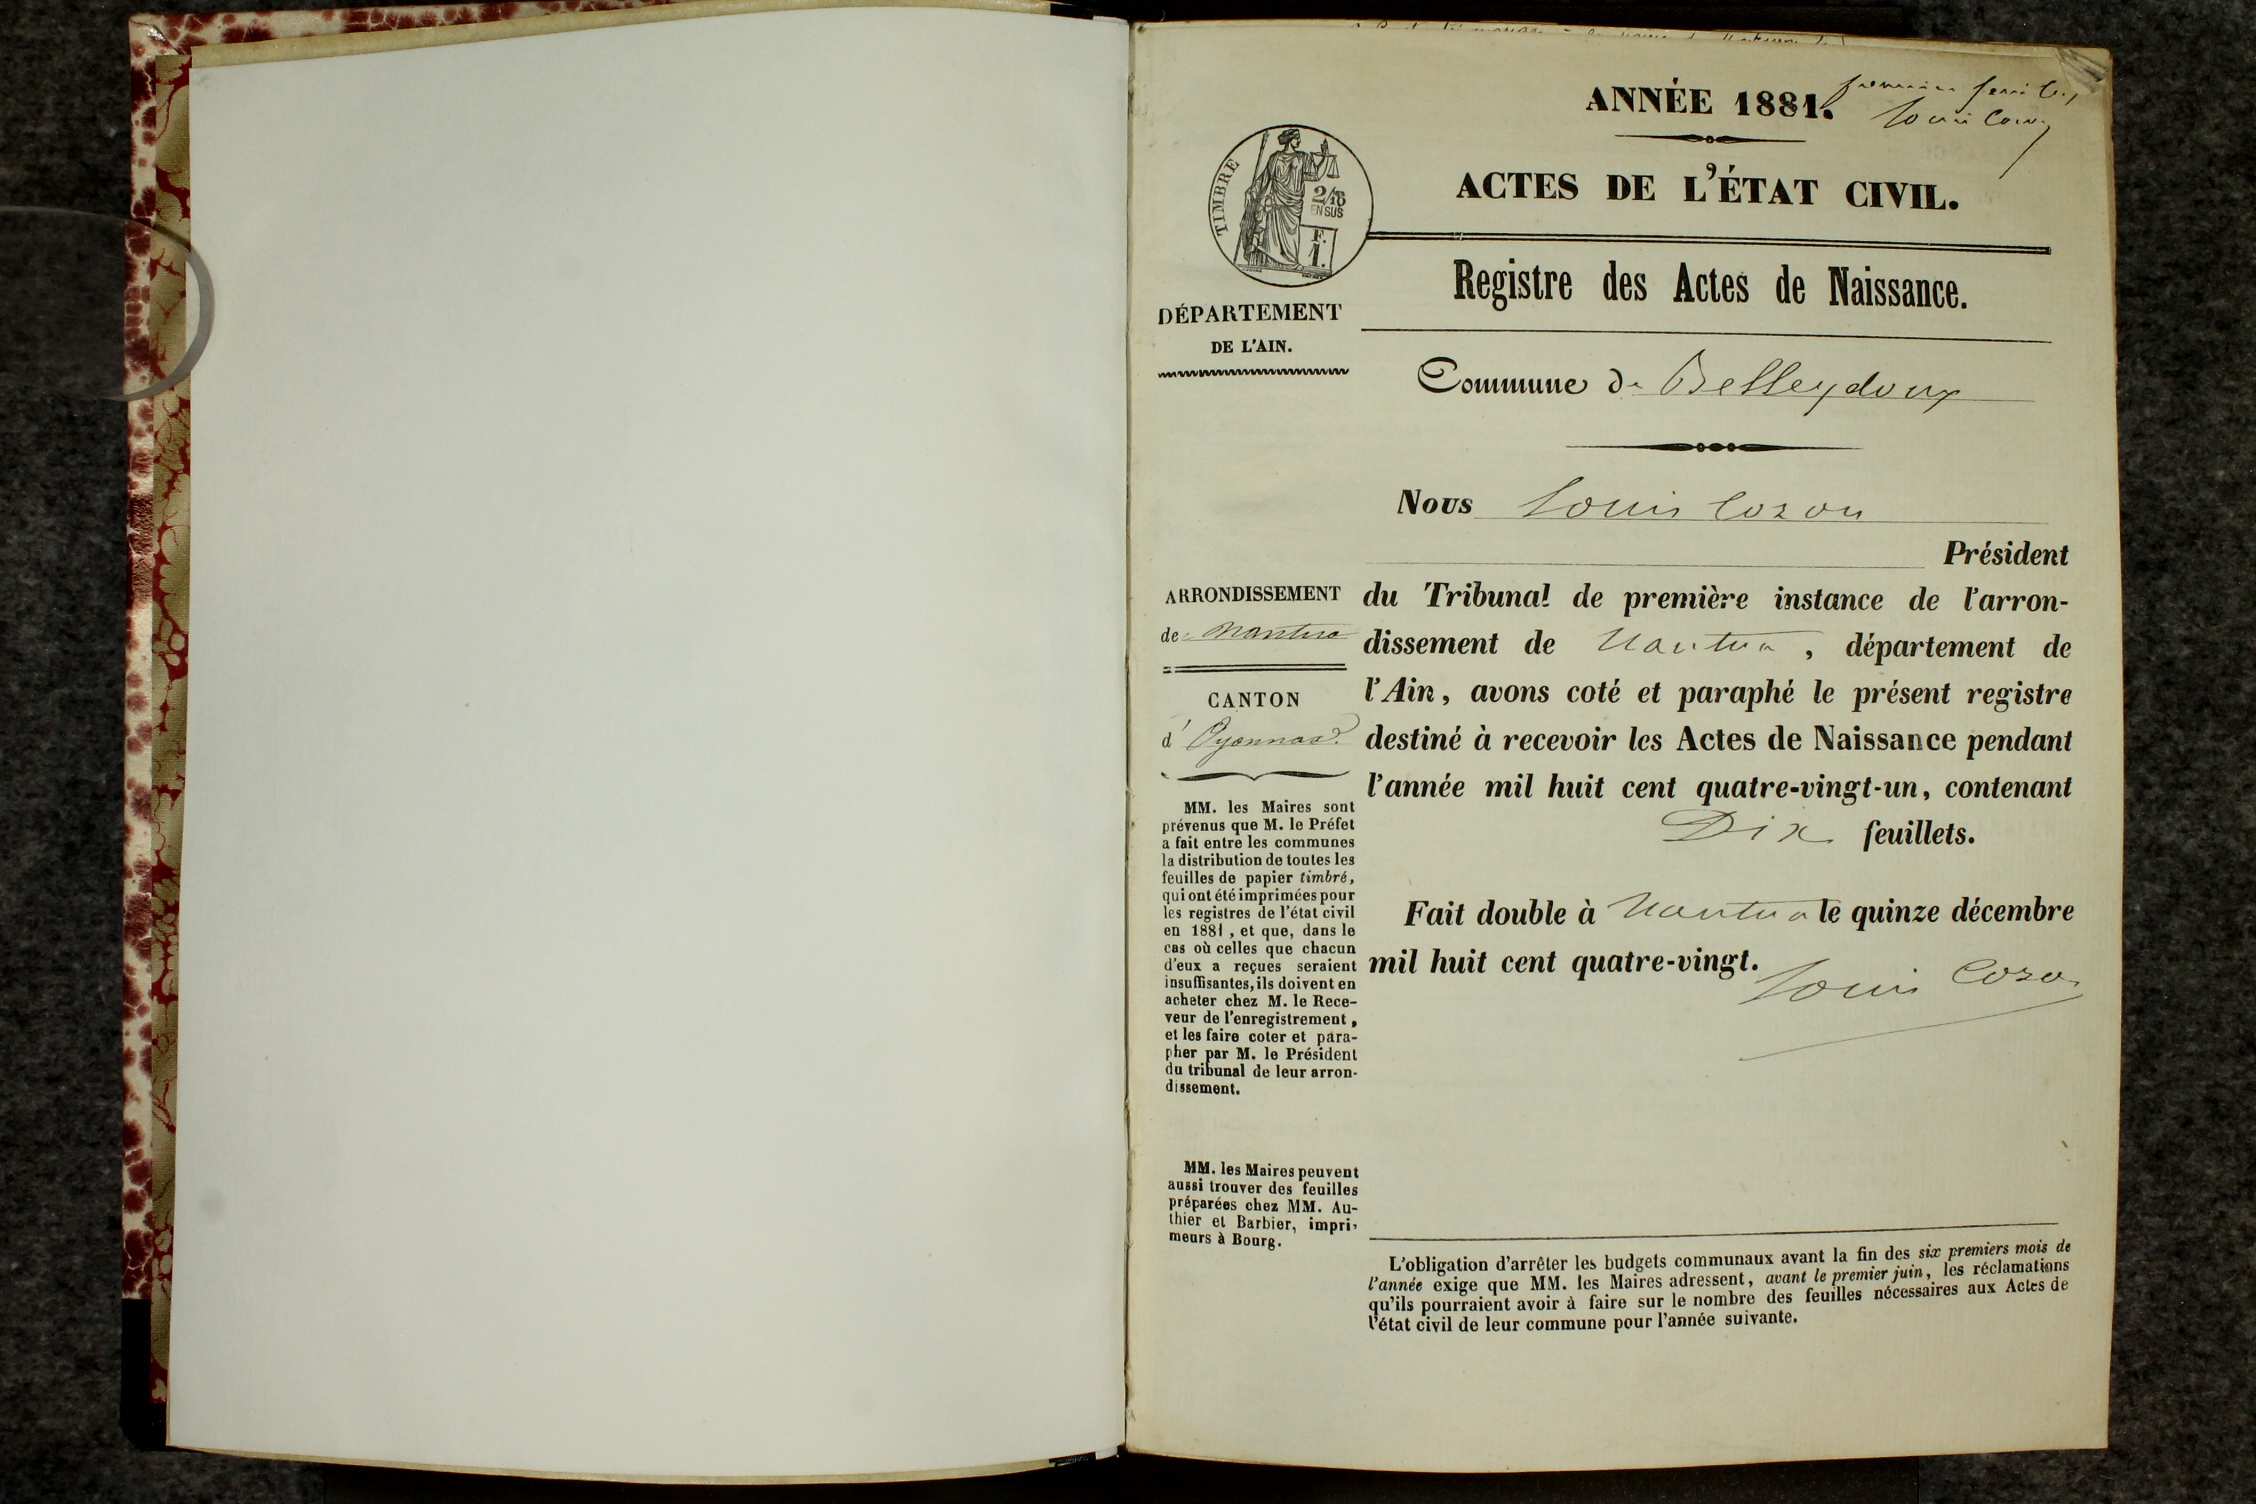 ANNÉE 1881.
premier feuillet
Louis Cozon
ACTES DE L'ÉTAT CIVIL.
TIMBRE
2/10
EN SUS
F.
1.
Registre des Actes de Naissance.
DÉPARTEMENT
DE L'AIN.
Commune de Belleydoux
Nous Louis Cozon
Président
du Tribunal de première instance de l'arron-
dissement de Nantua, département de
l'Ain, avons coté et paraphé le présent registre
destiné à recevoir les Actes de Naissance pendant
l'année mil huit cent quatre-vingt-un, contenant
Dix feuillets.
Fait double à Nantua le quinze décembre
mil huit cent quatre-vingt.
Louis Cozon
ARRONDISSEMENT
de Nantua
CANTON
d'Oyonnax.
MM. les Maires sont
prévenus que M. le Préfet
a fait entre les communes
la distribution de toutes les
feuilles de papier timbré,
qui ont été imprimées pour
les registres de l'état civil
en 1881, et que, dans le
cas où celles que chacun
d'eux a reçues seraient
insuffisantes, ils doivent en
acheter chez M. le Rece-
veur de l'enregistrement,
et les faire coter et para-
pher par M. le Président
du tribunal de leur arron-
dissement.
MM. les Maires peuvent
aussi trouver des feuilles
préparées chez MM. Au-
thier et Barbier, impri-
meurs à Bourg.
L'obligation d'arrêter les budgets communaux avant la fin des six premiers mois de
l'année exige que MM. les Maires adressent, avant le premier juin, les réclamations
qu'ils pourraient avoir à faire sur le nombre des feuilles nécessaires aux Actes de
l'état civil de leur commune pour l'année suivante.